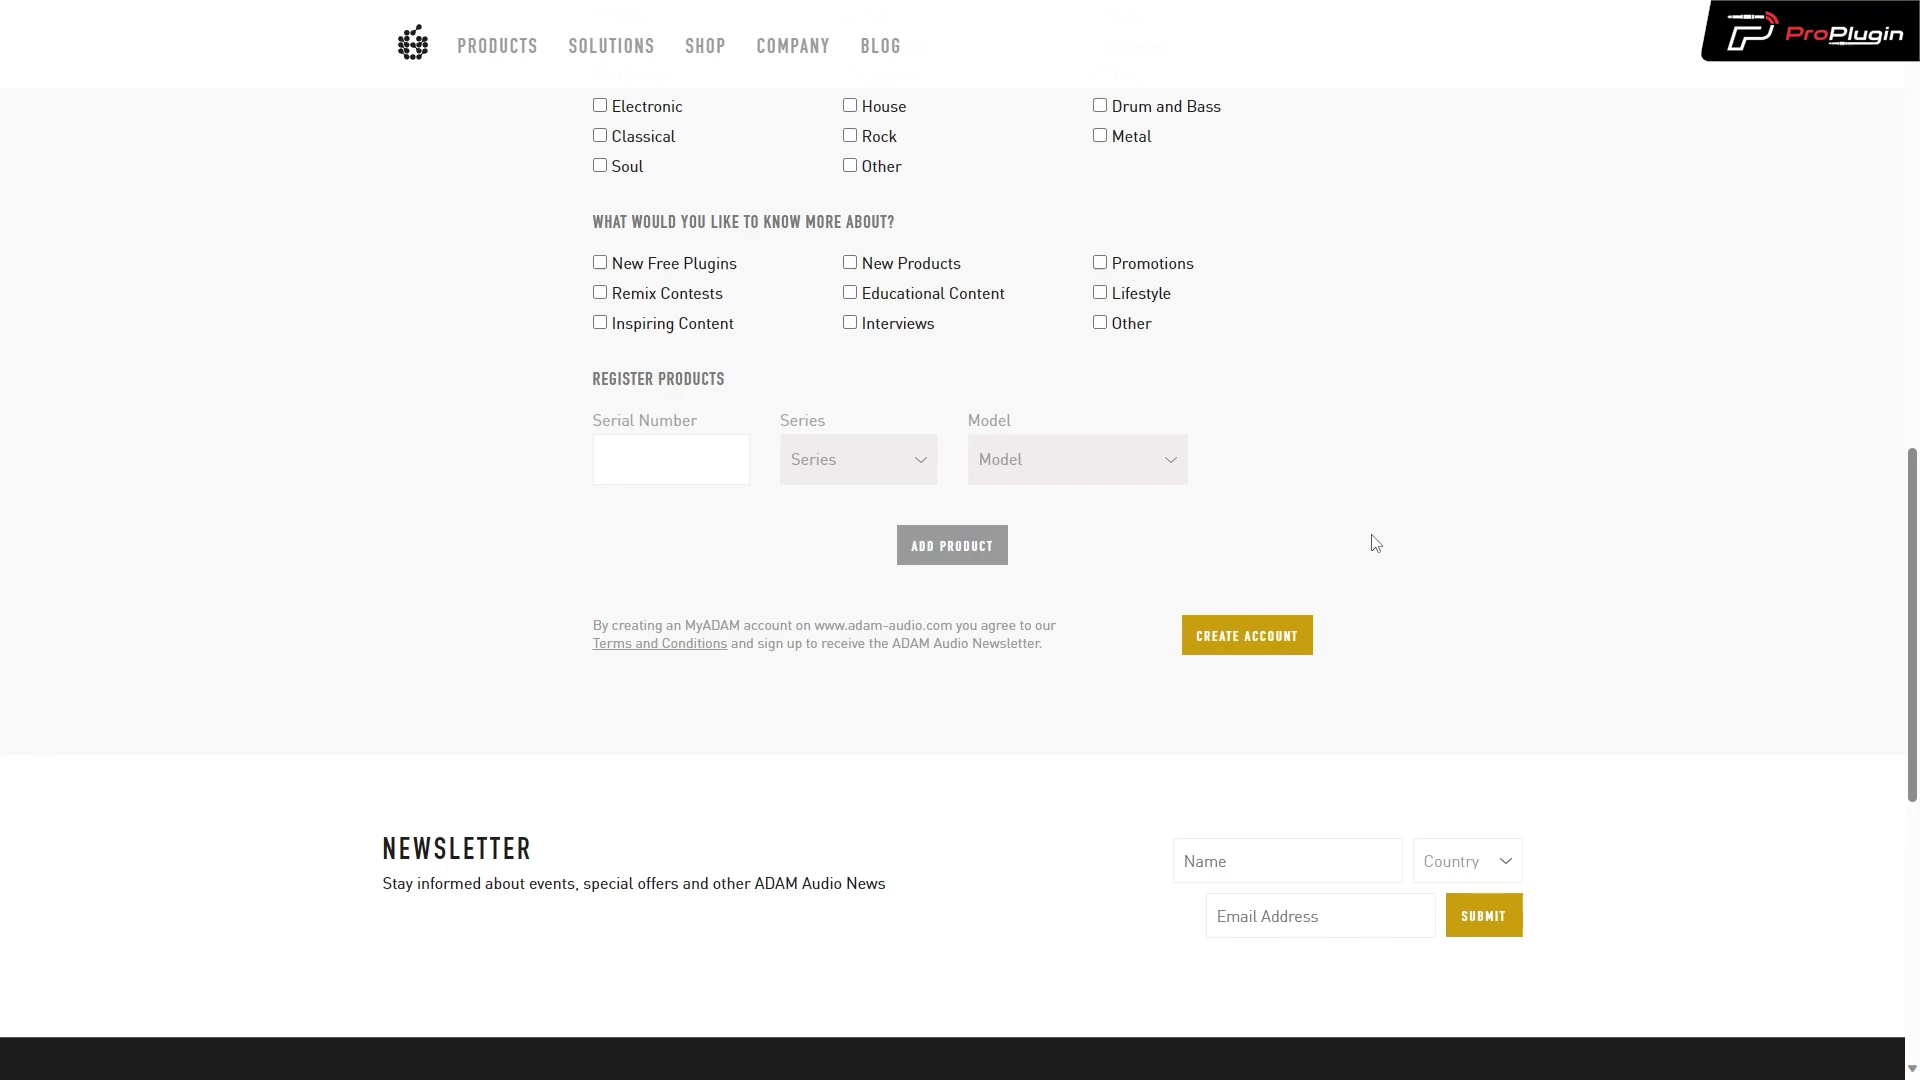 PRODUCTS SOLUTIONS SHOP COMPANY BLOG
ProPlugin
Electronic House Drum and Bass
Classical Rock Metal
Soul Other
WHAT WOULD YOU LIKE TO KNOW MORE ABOUT?
New Free Plugins New Products Promotions
Remix Contests Educational Content Lifestyle
Inspiring Content Interviews Other
REGISTER PRODUCTS
Serial Number Series Model
Series Model
ADD PRODUCT
By creating an MyADAM account on www.adam-audio.com you agree to our
Terms and Conditions and sign up to receive the ADAM Audio Newsletter.
CREATE ACCOUNT
NEWSLETTER
Stay informed about events, special offers and other ADAM Audio News
Name Country
Email Address SUBMIT